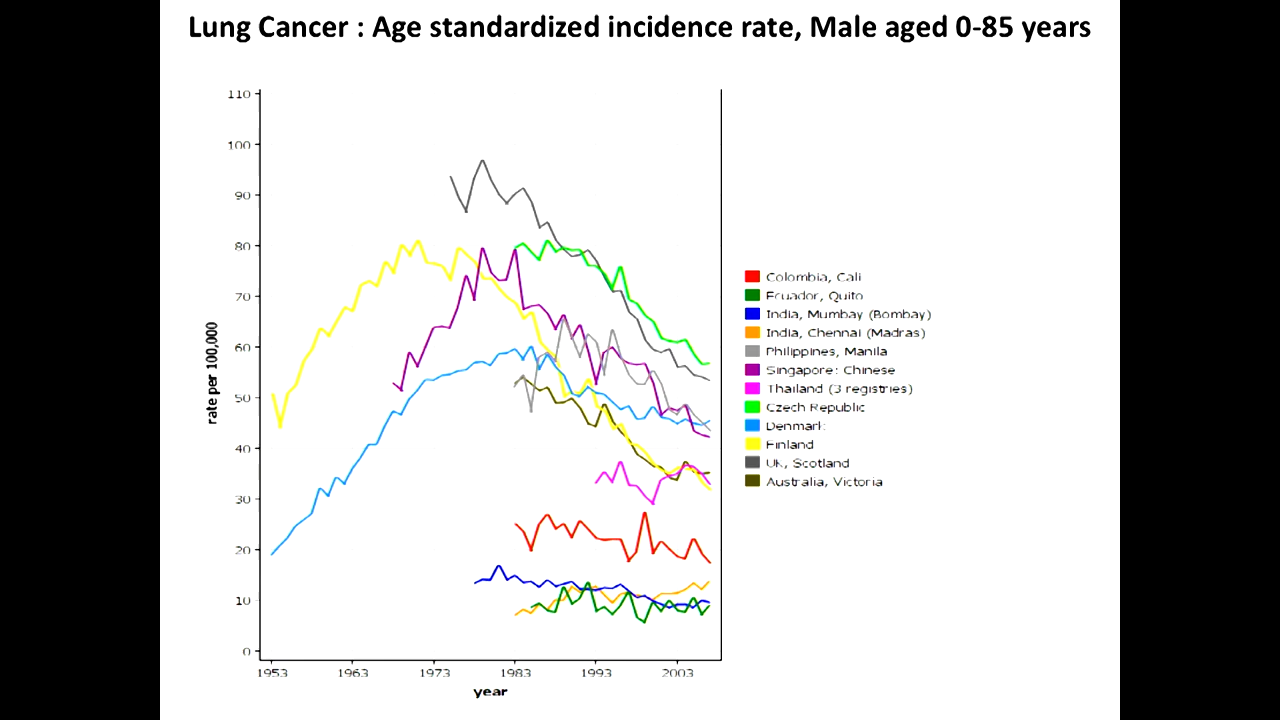 Lung Cancer : Age standardized incidence rate, Male aged 0-85 years
110
100
90
80
70
60
50
40
30
20
10
0
rate per 100,000
1953 1963 1973 1983 1993 2003
year
Colombia, Cali
Ecuador, Quito
India, Mumbay (Bombay)
India, Chennai (Madras)
Philippines, Manila
Singapore: Chinese
Thailand (3 registries)
Czech Republic
Denmark
Finland
UK, Scotland
Australia, Victoria